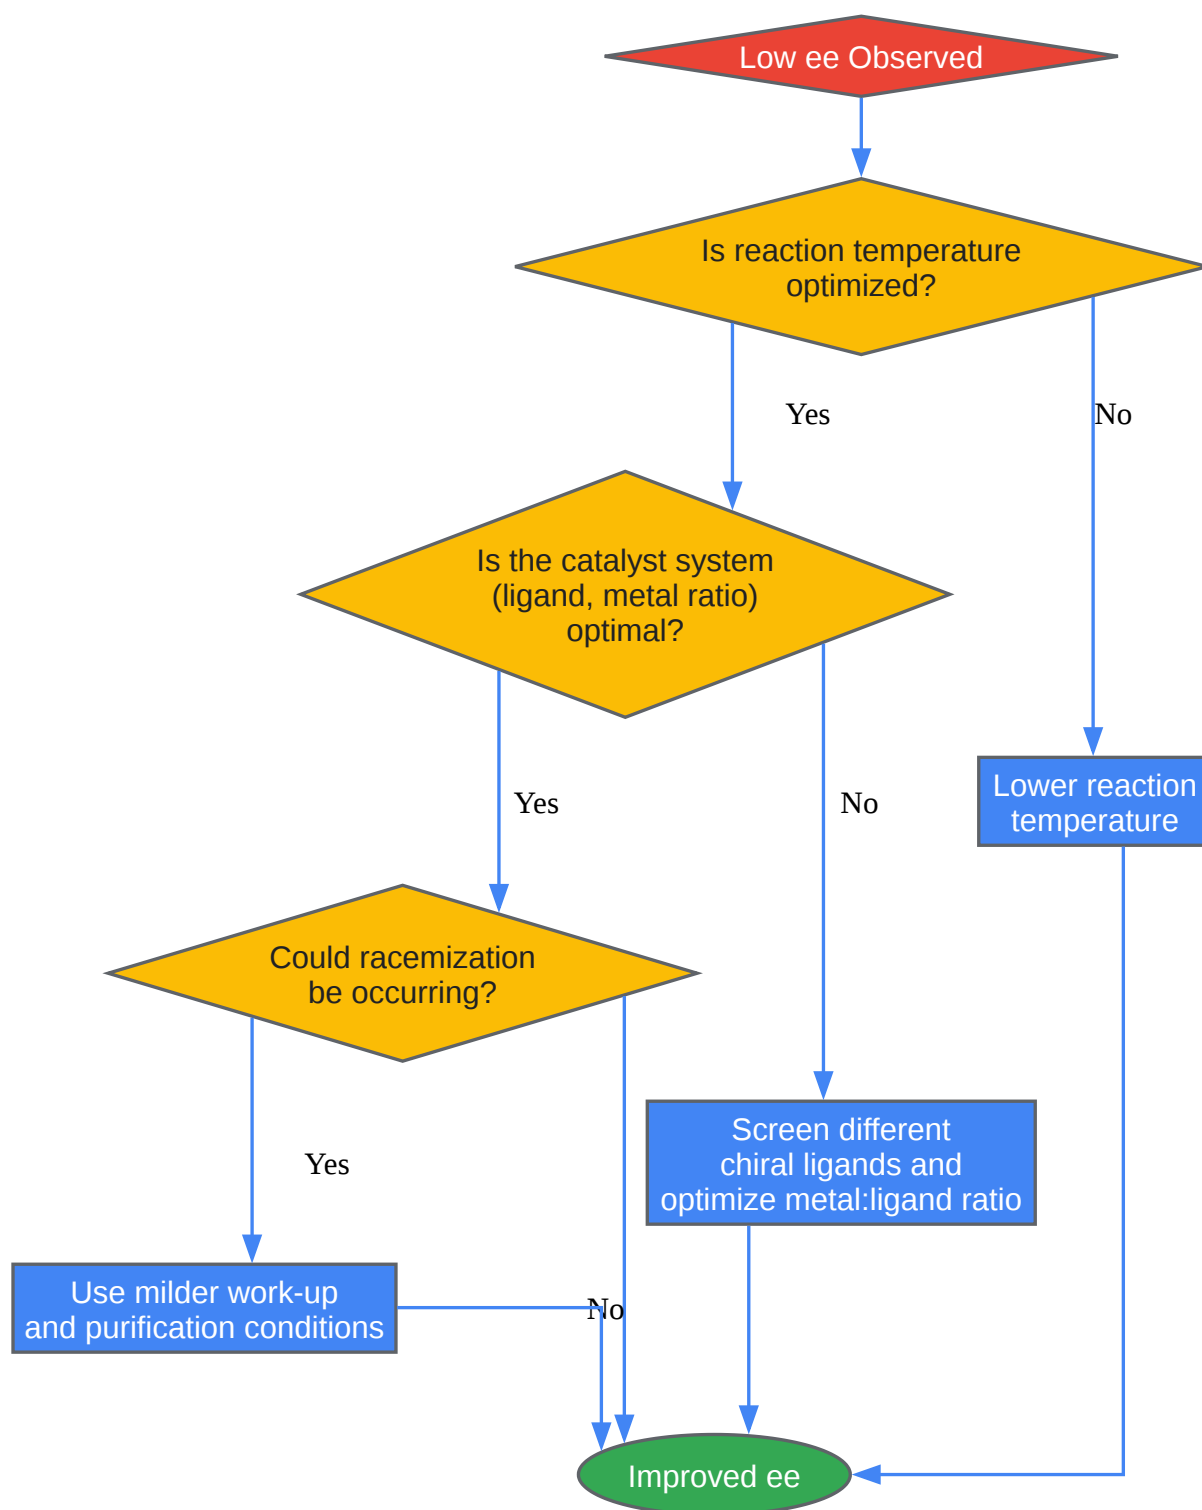 Low ee Observed
Is reaction temperature
optimized?
Yes
No
Is the catalyst system
(ligand, metal ratio)
optimal?
Lower reaction
temperature
Yes
No
Could racemization
be occurring?
Screen different
chiral ligands and
optimize metal:ligand ratio
Yes
Use milder work-up
and purification conditions
No
Improved ee